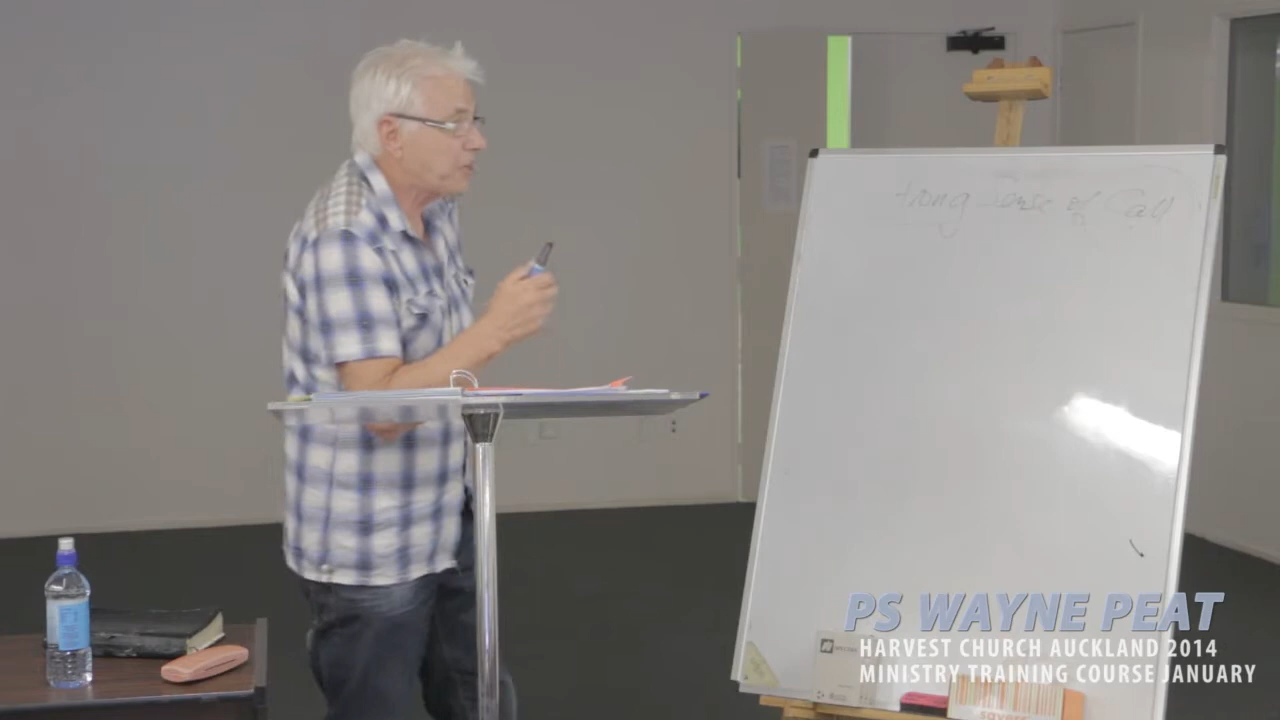 Strong Sense of Call
PS WAYNE PEAT
HARVEST CHURCH AUCKLAND 2014
MINISTRY TRAINING COURSE JANUARY